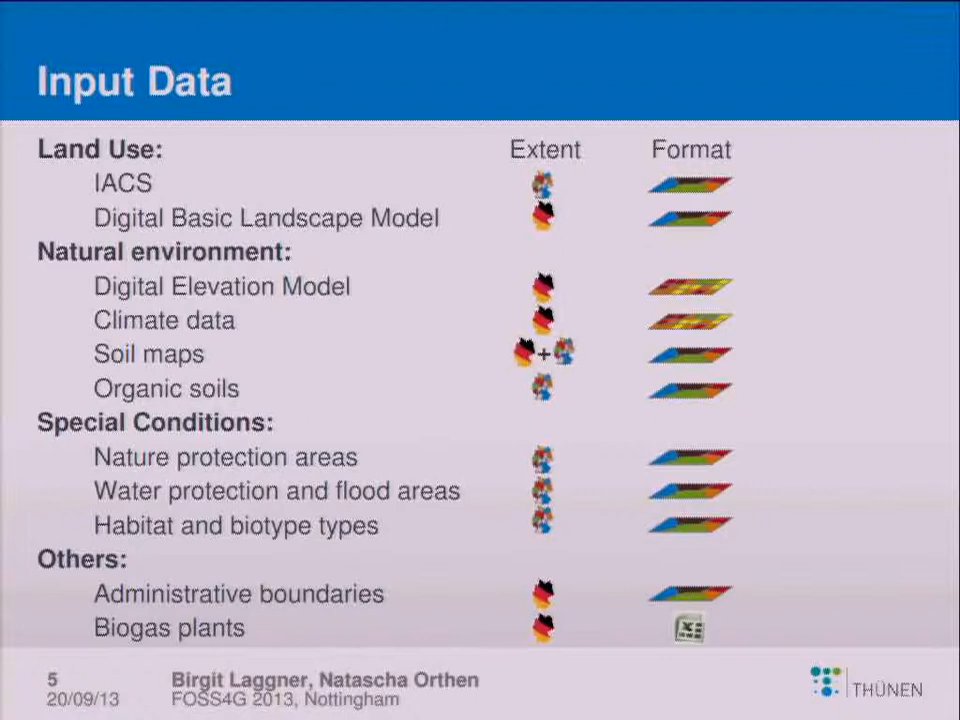 Input Data
Land Use: Extent Format
IACS
Digital Basic Landscape Model
Natural environment:
Digital Elevation Model
Climate data
Soil maps +
Organic soils
Special Conditions:
Nature protection areas
Water protection and flood areas
Habitat and biotype types
Others:
Administrative boundaries
Biogas plants
5 Birgit Laggner, Natascha Orthen
20/09/13 FOSS4G 2013, Nottingham
THÜNEN